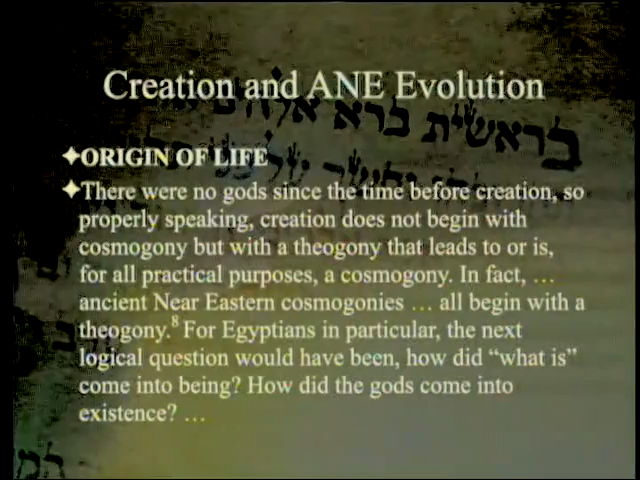 Creation and ANE Evolution
בראשית ברא אלהים
✦ORIGIN OF LIFE
✦There were no gods since the time before creation, so
properly speaking, creation does not begin with
cosmogony but with a theogony that leads to or is,
for all practical purposes, a cosmogony. In fact, …
ancient Near Eastern cosmogonies … all begin with a
theogony.8 For Egyptians in particular, the next
logical question would have been, how did “what is”
come into being? How did the gods come into
existence? …